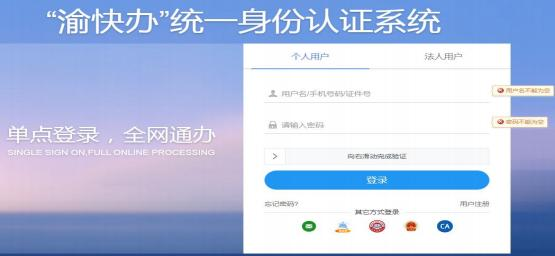 “渝快办”统一身份认证系统
个人用户
法人用户
用户名/手机号码/证件号
用户名不能为空
请输入密码
密码不能为空
单点登录，全网通办
SINGLE SIGN ON,FULL ONLINE PROCESSING
向右滑动完成验证
登录
忘记密码?
用户注册
其它方式登录
CA